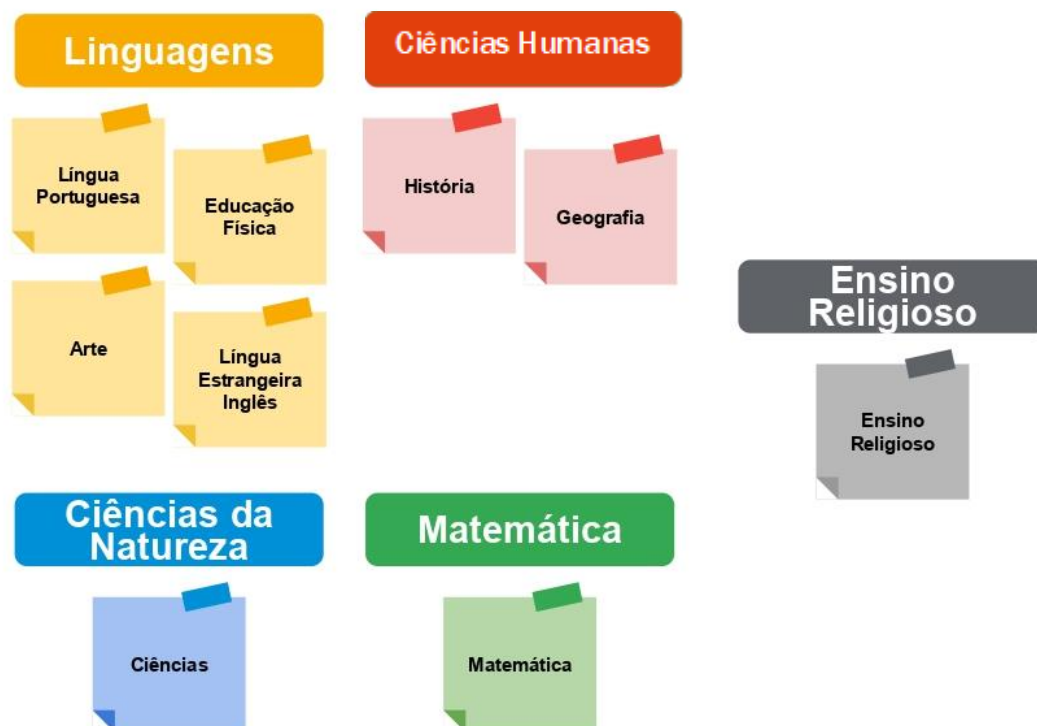 Linguagens
Língua
Portuguesa
Educação
Física
Arte
Língua
Estrangeira
Inglês
Ciências Humanas
História
Geografia
Ensino
Religioso
Ensino
Religioso
Ciências da
Natureza
Ciências
Matemática
Matemática